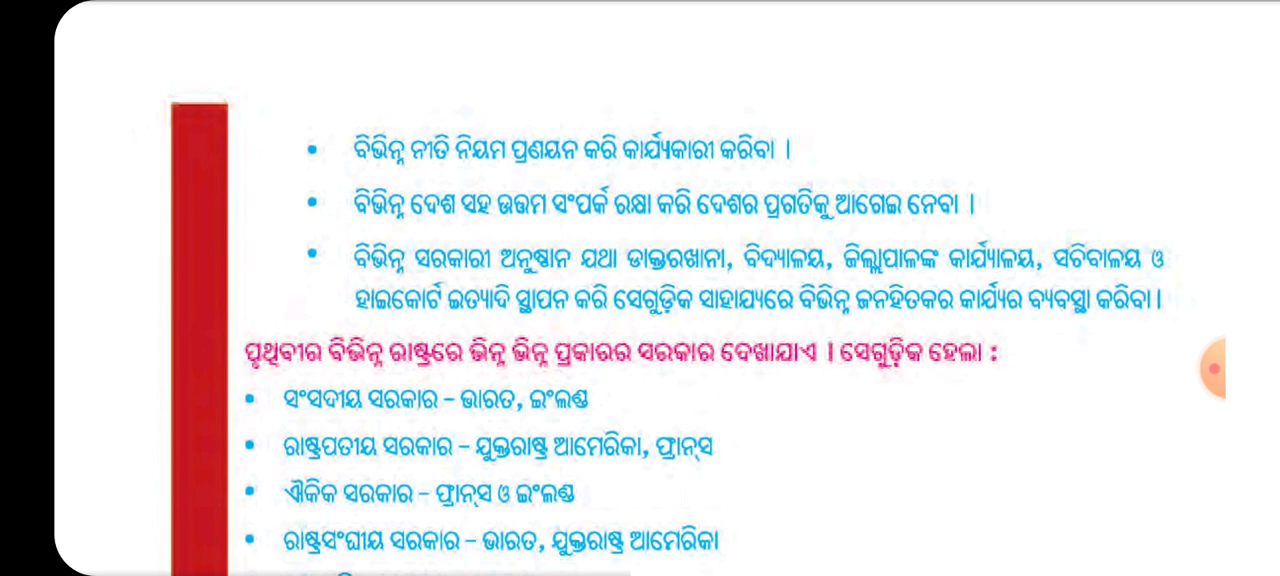 • ବିଭିନ୍ନ ନୀତି ନିୟମ ପ୍ରଣୟନ କରି କାର୍ଯ୍ୟକାରୀ କରିବା ।
• ବିଭିନ୍ନ ଦେଶ ସହ ଉତ୍ତମ ସଂପର୍କ ରକ୍ଷା କରି ଦେଶର ପ୍ରଗତିକୁ ଆଗେଇ ନେବା ।
• ବିଭିନ୍ନ ସରକାରୀ ଅନୁଷ୍ଠାନ ଯଥା ଡାକ୍ତରଖାନା, ବିଦ୍ୟାଳୟ, ଜିଲ୍ଲାପାଳଙ୍କ କାର୍ଯ୍ୟାଳୟ, ସଚିବାଳୟ ଓ
ହାଇକୋର୍ଟ ଇତ୍ୟାଦି ସ୍ଥାପନ କରି ସେଗୁଡ଼ିକ ସାହାଯ୍ୟରେ ବିଭିନ୍ନ ଜନହିତକର କାର୍ଯ୍ୟର ବ୍ୟବସ୍ଥା କରିବା ।
ପୃଥିବୀର ବିଭିନ୍ନ ରାଷ୍ଟ୍ରରେ ଭିନ୍ନ ଭିନ୍ନ ପ୍ରକାରର ସରକାର ଦେଖାଯାଏ । ସେଗୁଡ଼ିକ ହେଲା :
• ସଂସଦୀୟ ସରକାର – ଭାରତ, ଇଂଲଣ୍ଡ
• ରାଷ୍ଟ୍ରପତୀୟ ସରକାର – ଯୁକ୍ତରାଷ୍ଟ୍ର ଆମେରିକା, ଫ୍ରାନ୍‌ସ
• ଐକିକ ସରକାର – ଫ୍ରାନ୍‌ସ ଓ ଇଂଲଣ୍ଡ
• ରାଷ୍ଟ୍ରସଂଘୀୟ ସରକାର – ଭାରତ, ଯୁକ୍ତରାଷ୍ଟ୍ର ଆମେରିକା